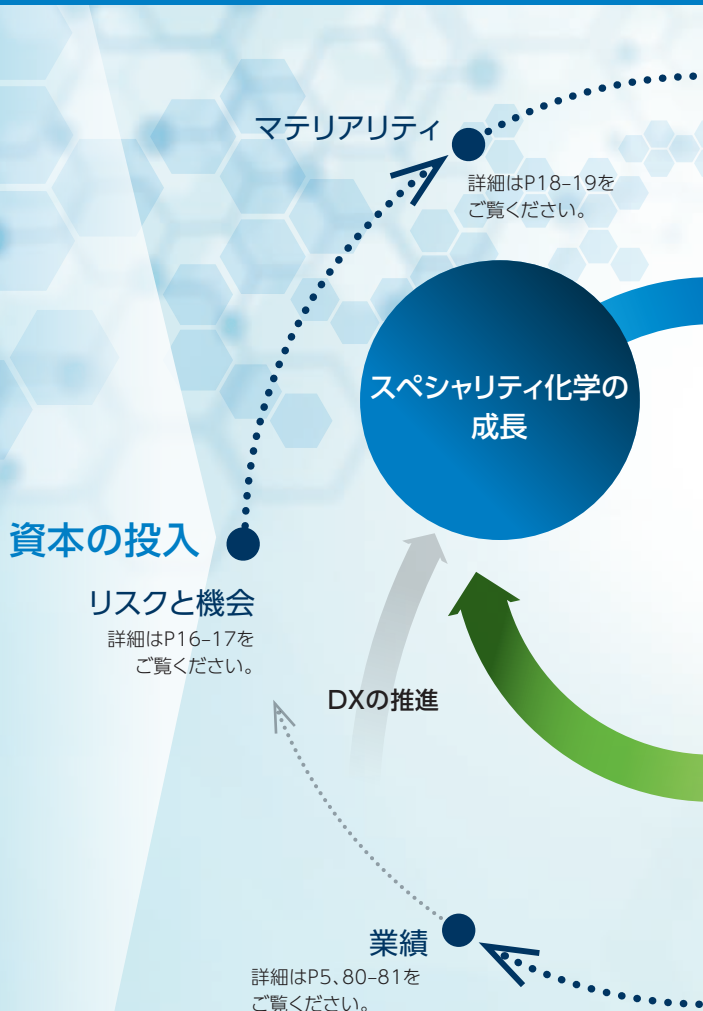 マテリアリティ
詳細はP18–19を
ご覧ください。
スペシャリティ化学の
成長
資本の投入
リスクと機会
詳細はP16–17を
ご覧ください。
DXの推進
業績
詳細はP5、80–81を
ご覧ください。